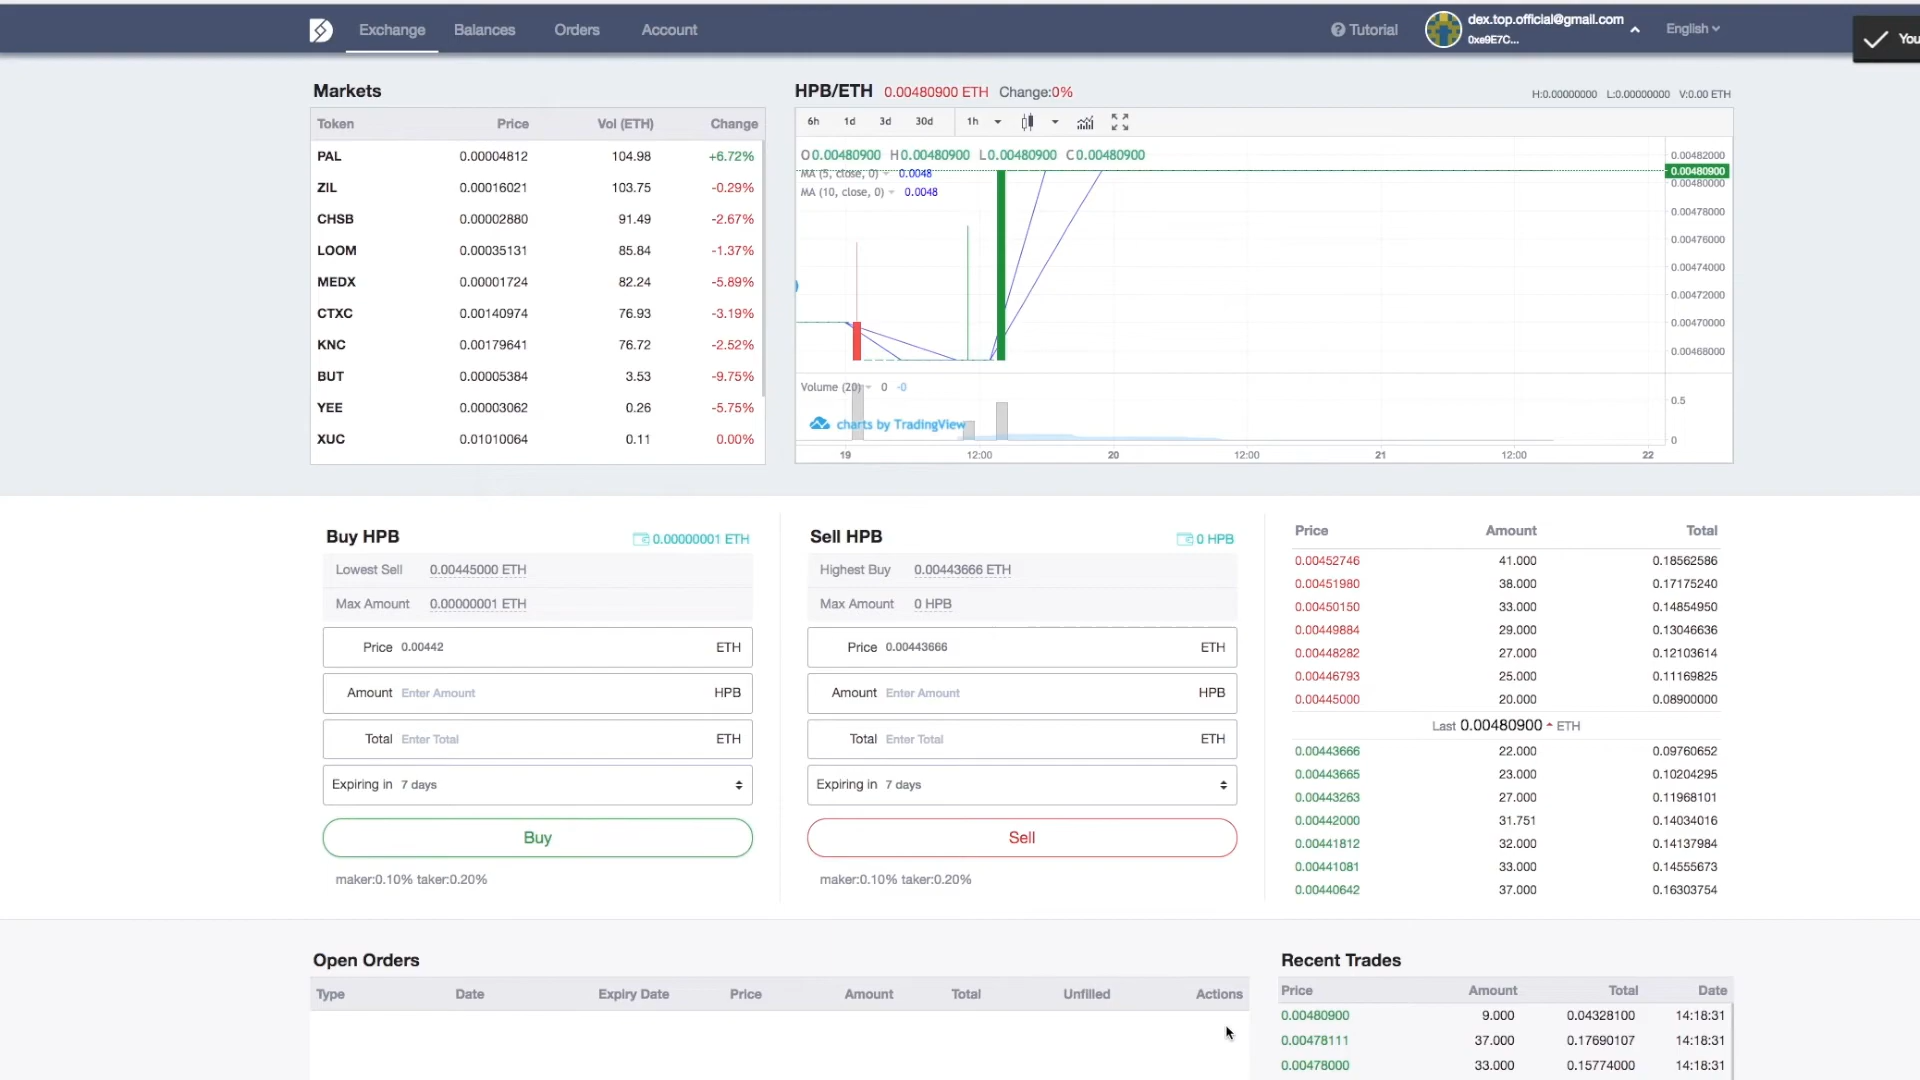 Exchange Balances Orders Account
Tutorial
dex.top.official@gmail.com
0xe9E7C...
English
You
Markets
Token Price Vol (ETH) Change
PAL 0.00004812 104.98 +6.72%
ZIL 0.00016021 103.75 -0.29%
CHSB 0.00002880 91.49 -2.67%
LOOM 0.00035131 85.84 -1.37%
MEDX 0.00001724 82.24 -5.89%
CTXC 0.00140974 76.93 -3.19%
KNC 0.00179641 76.72 -2.52%
BUT 0.00005384 3.53 -9.75%
YEE 0.00003062 0.26 -5.75%
XUC 0.01010064 0.11 0.00%
HPB/ETH 0.00480900 ETH Change:0%
H:0.00000000 L:0.00000000 V:0.00 ETH
6h 1d 3d 30d 1h
O0.00480900 H0.00480900 L0.00480900 C0.00480900
MA (5, close, 0) 0.0048
MA (10, close, 0) 0.0048
0.00482000
0.00480900
0.00480000
0.00478000
0.00476000
0.00474000
0.00472000
0.00470000
0.00468000
Volume (20) 0 -0
0.5
charts by TradingView
0
19 12:00 20 12:00 21 12:00 22
Buy HPB 0.00000001 ETH
Lowest Sell 0.00445000 ETH
Max Amount 0.00000001 ETH
Price 0.00442 ETH
Amount Enter Amount HPB
Total Enter Total ETH
Expiring in 7 days
Buy
maker:0.10% taker:0.20%
Sell HPB 0 HPB
Highest Buy 0.00443666 ETH
Max Amount 0 HPB
Price 0.00443666 ETH
Amount Enter Amount HPB
Total Enter Total ETH
Expiring in 7 days
Sell
maker:0.10% taker:0.20%
Price Amount Total
0.00452746 41.000 0.18562586
0.00451980 38.000 0.17175240
0.00450150 33.000 0.14854950
0.00449884 29.000 0.13046636
0.00448282 27.000 0.12103614
0.00446793 25.000 0.11169825
0.00445000 20.000 0.08900000
Last 0.00480900 ETH
0.00443666 22.000 0.09760652
0.00443665 23.000 0.10204295
0.00443263 27.000 0.11968101
0.00442000 31.751 0.14034016
0.00441812 32.000 0.14137984
0.00441081 33.000 0.14555673
0.00440642 37.000 0.16303754
Open Orders
Type Date Expiry Date Price Amount Total Unfilled Actions
Recent Trades
Price Amount Total Date
0.00480900 9.000 0.04328100 14:18:31
0.00478111 37.000 0.17690107 14:18:31
0.00478000 33.000 0.15774000 14:18:31